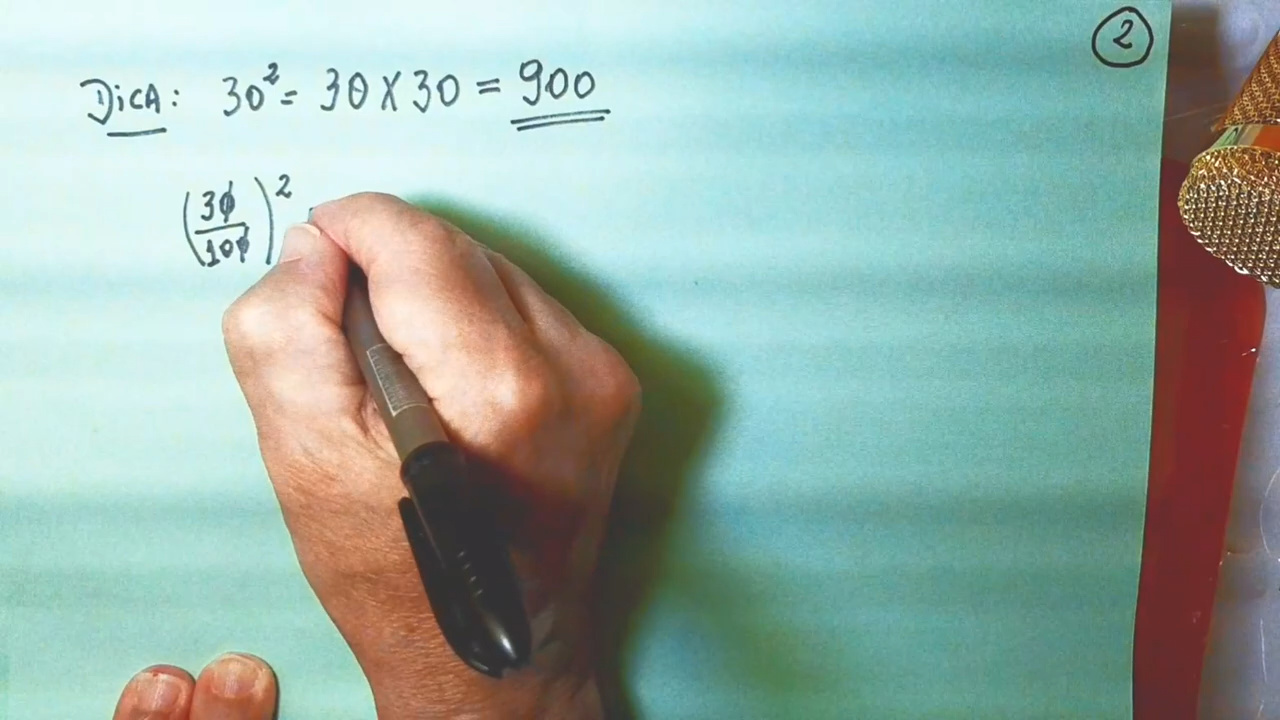 2
DiCA: 30² = 30 X 30 = 900
(30/100)²